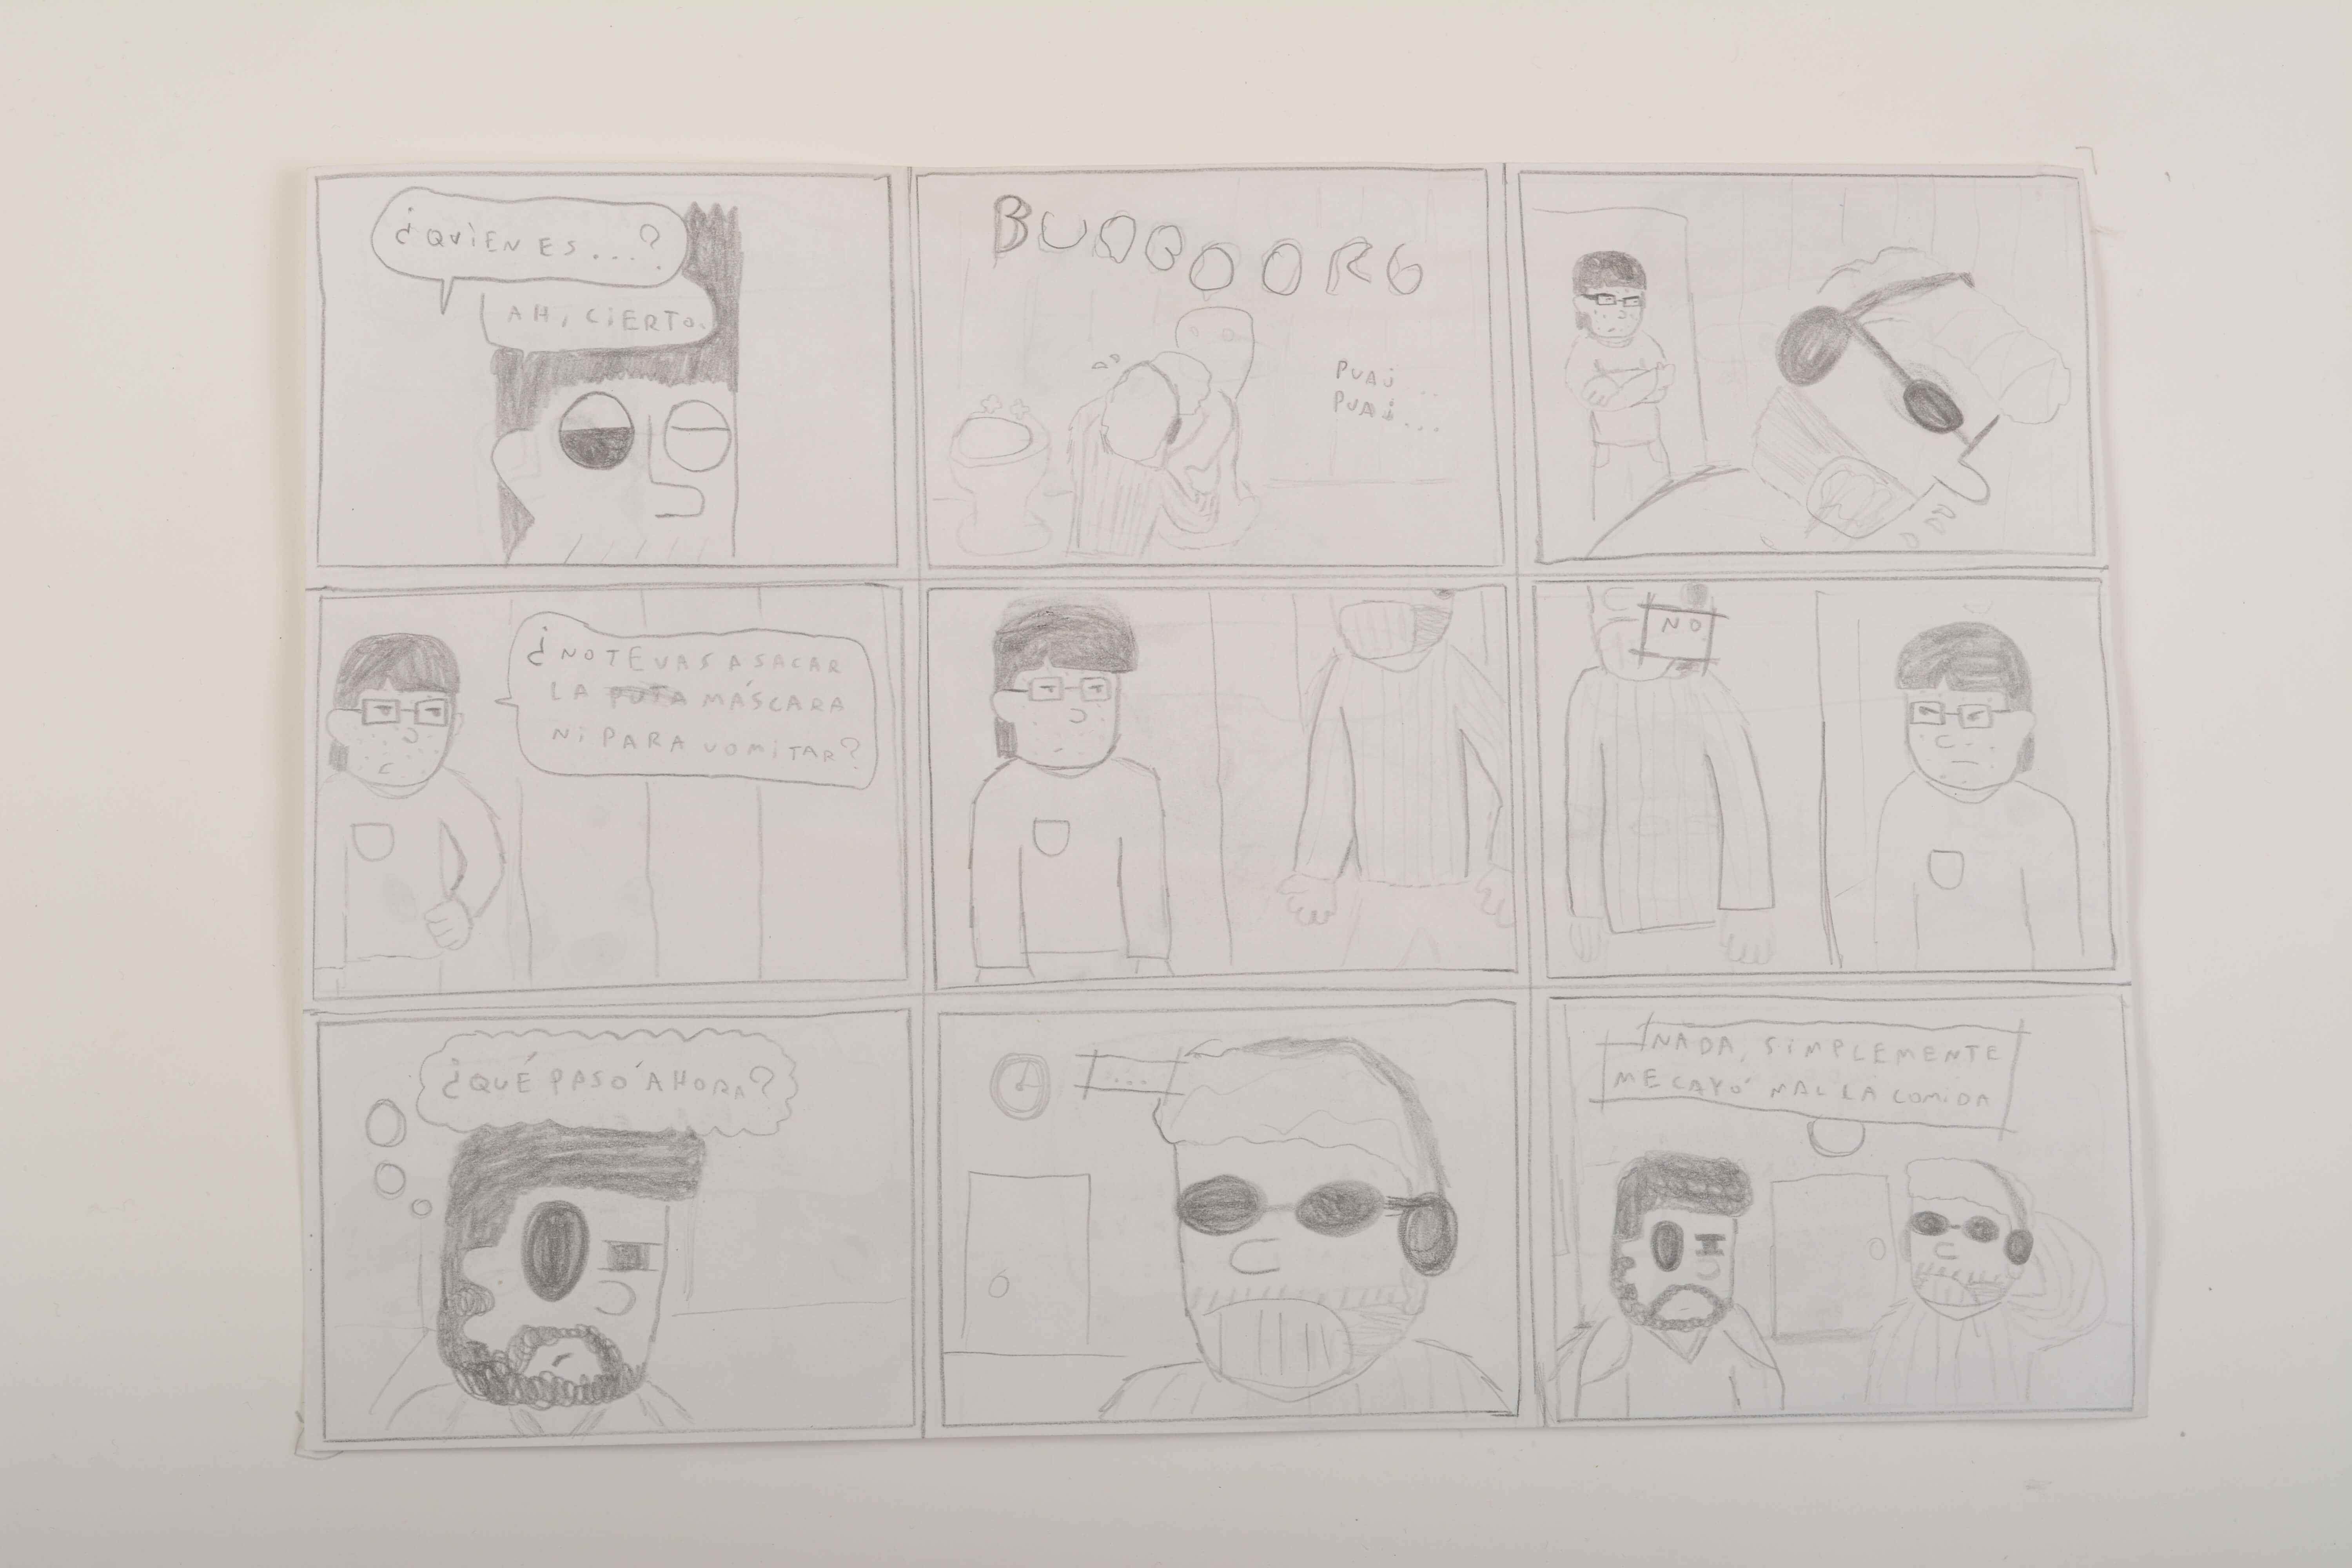 ¿QUIEN ES...?
AH, CIERTO.
BUOOOORG
PUAJ...
PUAJ...
¿NO TE VAS A SACAR
LA PUTA MÁSCARA
NI PARA VOMITAR?
NO
¿QUÉ PASÓ AHORA?
...
NADA, SIMPLEMENTE
ME CAYÓ MAL LA COMIDA